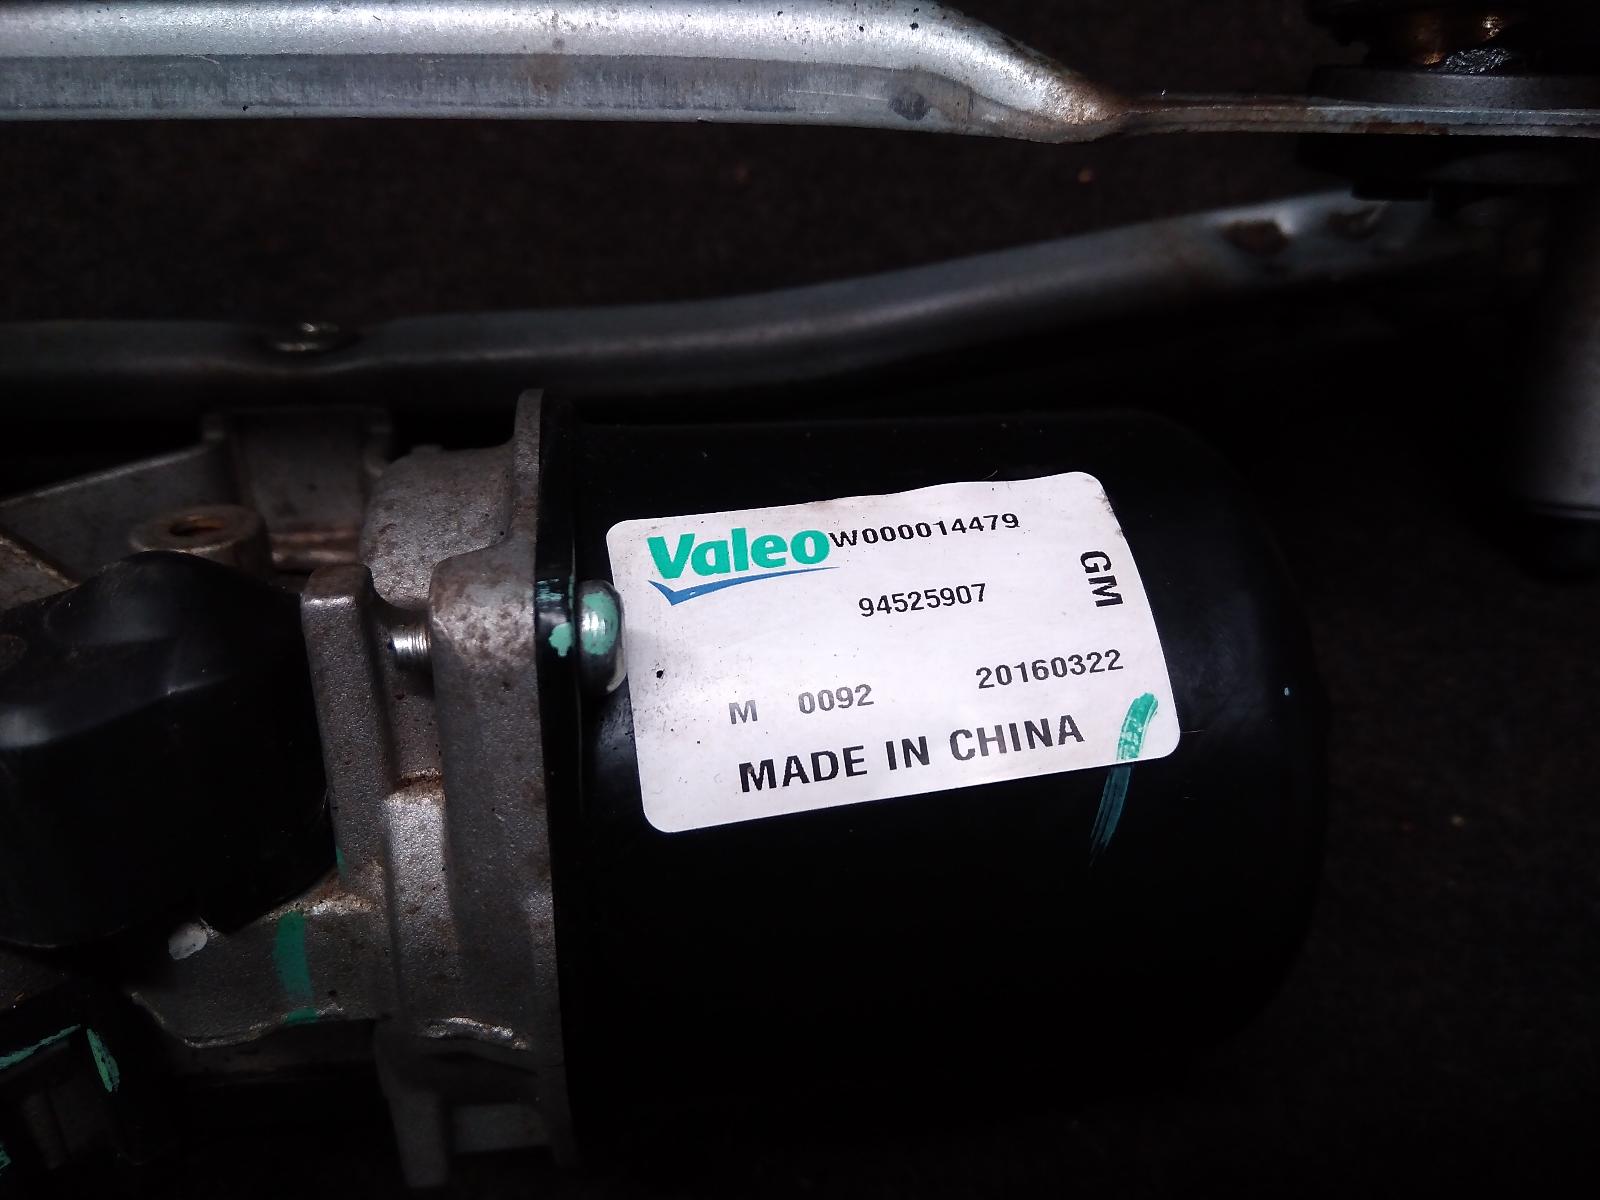 Valeo W000014479
94525907
GM
M 0092 20160322
MADE IN CHINA